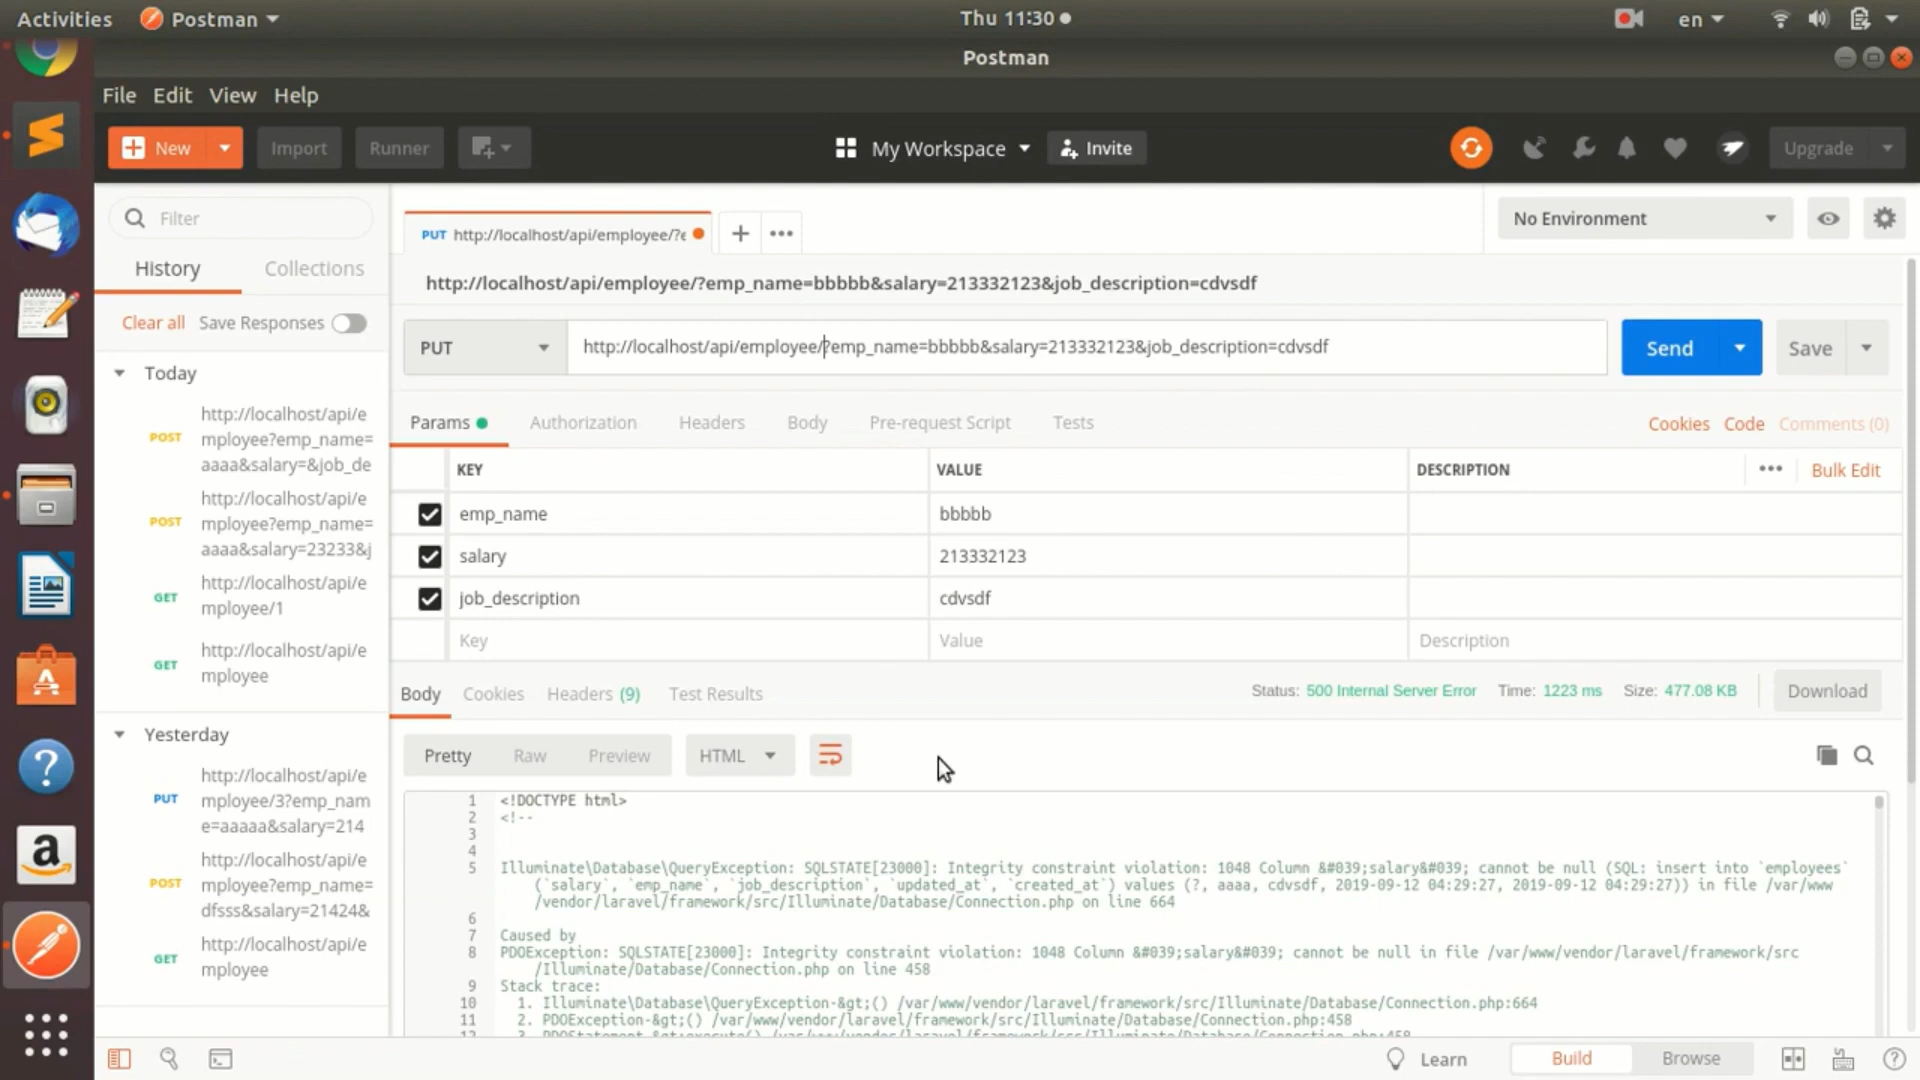 Activities
Postman
Thu 11:30
en
Postman
File Edit View Help
New
Import
Runner
My Workspace
Invite
Upgrade
Filter
History
Collections
Clear all
Save Responses
Today
POST
http://localhost/api/e
mployee?emp_name=
aaaa&salary=&job_de
POST
http://localhost/api/e
mployee?emp_name=
aaaa&salary=23233&j
GET
http://localhost/api/e
mployee/1
GET
http://localhost/api/e
mployee
Yesterday
PUT
http://localhost/api/e
mployee/3?emp_nam
e=aaaaa&salary=214
POST
http://localhost/api/e
mployee?emp_name=
dfsss&salary=21424&
GET
http://localhost/api/e
mployee
PUT http://localhost/api/employee/?e
No Environment
http://localhost/api/employee/?emp_name=bbbbb&salary=213332123&job_description=cdvsdf
PUT
http://localhost/api/employee/?emp_name=bbbbb&salary=213332123&job_description=cdvsdf
Send
Save
Params
Authorization
Headers
Body
Pre-request Script
Tests
Cookies
Code
Comments (0)
KEY
VALUE
DESCRIPTION
Bulk Edit
emp_name
bbbbb
salary
213332123
job_description
cdvsdf
Key
Value
Description
Body
Cookies
Headers (9)
Test Results
Status: 500 Internal Server Error
Time: 1223 ms
Size: 477.08 KB
Download
Pretty
Raw
Preview
HTML
1 <!DOCTYPE html>
2 <!--
3
4
5 Illuminate\Database\QueryException: SQLSTATE[23000]: Integrity constraint violation: 1048 Column &#039;salary&#039; cannot be null (SQL: insert into `employees`
(`salary`, `emp_name`, `job_description`, `updated_at`, `created_at`) values (?, aaaa, cdvsdf, 2019-09-12 04:29:27, 2019-09-12 04:29:27)) in file /var/www
/vendor/laravel/framework/src/Illuminate/Database/Connection.php on line 664
6
7 Caused by
8 PDOException: SQLSTATE[23000]: Integrity constraint violation: 1048 Column &#039;salary&#039; cannot be null in file /var/www/vendor/laravel/framework/src
/Illuminate/Database/Connection.php on line 458
9 Stack trace:
10 1. Illuminate\Database\QueryException-&gt;() /var/www/vendor/laravel/framework/src/Illuminate/Database/Connection.php:664
11 2. PDOException-&gt;() /var/www/vendor/laravel/framework/src/Illuminate/Database/Connection.php:458
Learn
Build
Browse